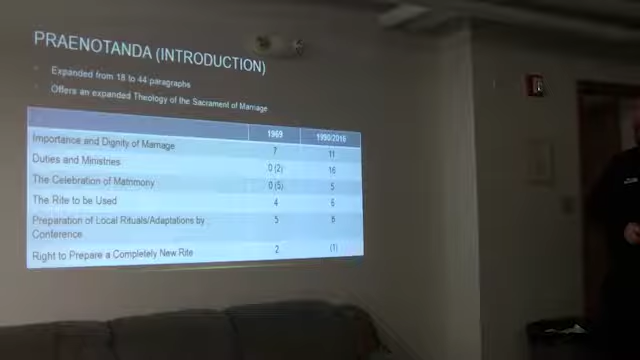 PRAENOTANDA (INTRODUCTION)
Expanded from 18 to 44 paragraphs
Offers an expanded Theology of the Sacrament of Marriage
1969 1990/2016
Importance and Dignity of Marriage 7 11
Duties and Ministries 0 (2) 16
The Celebration of Matrimony 0 (5) 5
The Rite to be Used 4 6
Preparation of Local Rituals/Adaptations by 5 6
Conference
Right to Prepare a Completely New Rite 2 (1)